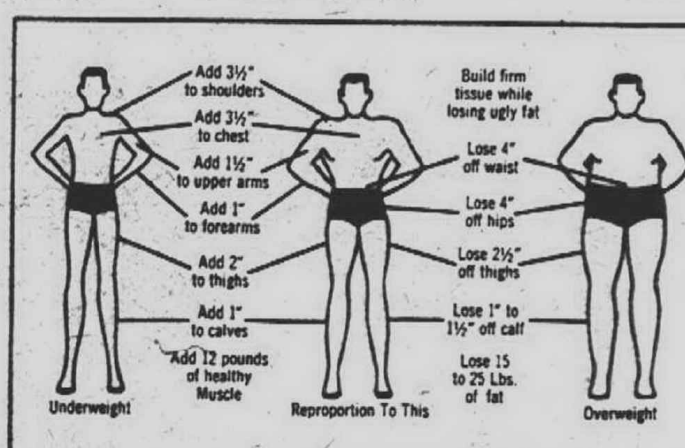 Add 3½"
to shoulders
Add 3½"
to chest
Add 1½"
to upper arms
Add 1"
to forearms
Add 2"
to thighs
Add 1"
to calves
Add 12 pounds
of healthy
Muscle
Underweight
Reproportion To This
Build firm
tissue while
losing ugly fat
Lose 4"
off waist
Lose 4"
off hips
Lose 2½"
off thighs
Lose 1" to
1½" off calf
Lose 15
to 25 Lbs.
of fat
Overweight